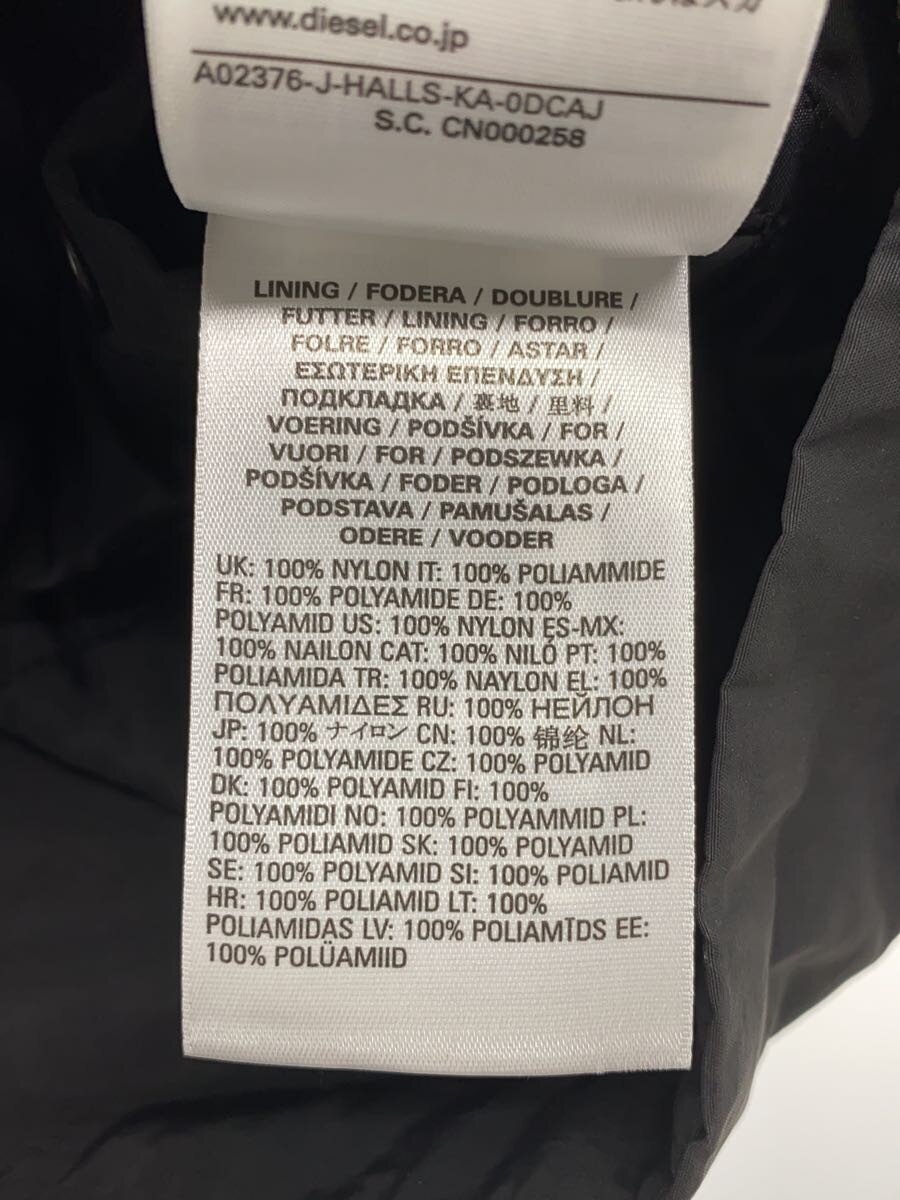 www.diesel.co.jp
A02376-J-HALLS-KA-0DCAJ
S.C. CN000258
LINING / FODERA / DOUBLURE /
FUTTER / LINING / FORRO /
FOLRE / FORRO / ASTAR /
ΕΣΩΤΕΡΙΚΗ ΕΠΕΝΔΥΣΗ /
ПОДКЛАДКА / 裏地 / 里料 /
VOERING / PODŠÍVKA / FOR /
VUORI / FOR / PODSZEWKA /
PODŠÍVKA / FODER / PODLOGA /
PODSTAVA / PAMUŠALAS /
ODERE / VOODER
UK: 100% NYLON IT: 100% POLIAMMIDE
FR: 100% POLYAMIDE DE: 100%
POLYAMID US: 100% NYLON ES-MX:
100% NAILON CAT: 100% NILÓ PT: 100%
POLIAMIDA TR: 100% NAYLON EL: 100%
ΠΟΛΥΑΜΙΔΕΣ RU: 100% НЕЙЛОН
JP: 100% ナイロン CN: 100% 锦纶 NL:
100% POLYAMIDE CZ: 100% POLYAMID
DK: 100% POLYAMID FI: 100%
POLYAMIDI NO: 100% POLYAMMID PL:
100% POLIAMID SK: 100% POLYAMID
SE: 100% POLYAMID SI: 100% POLIAMID
HR: 100% POLIAMID LT: 100%
POLIAMIDAS LV: 100% POLIAMĪDS EE:
100% POLÜAMIID